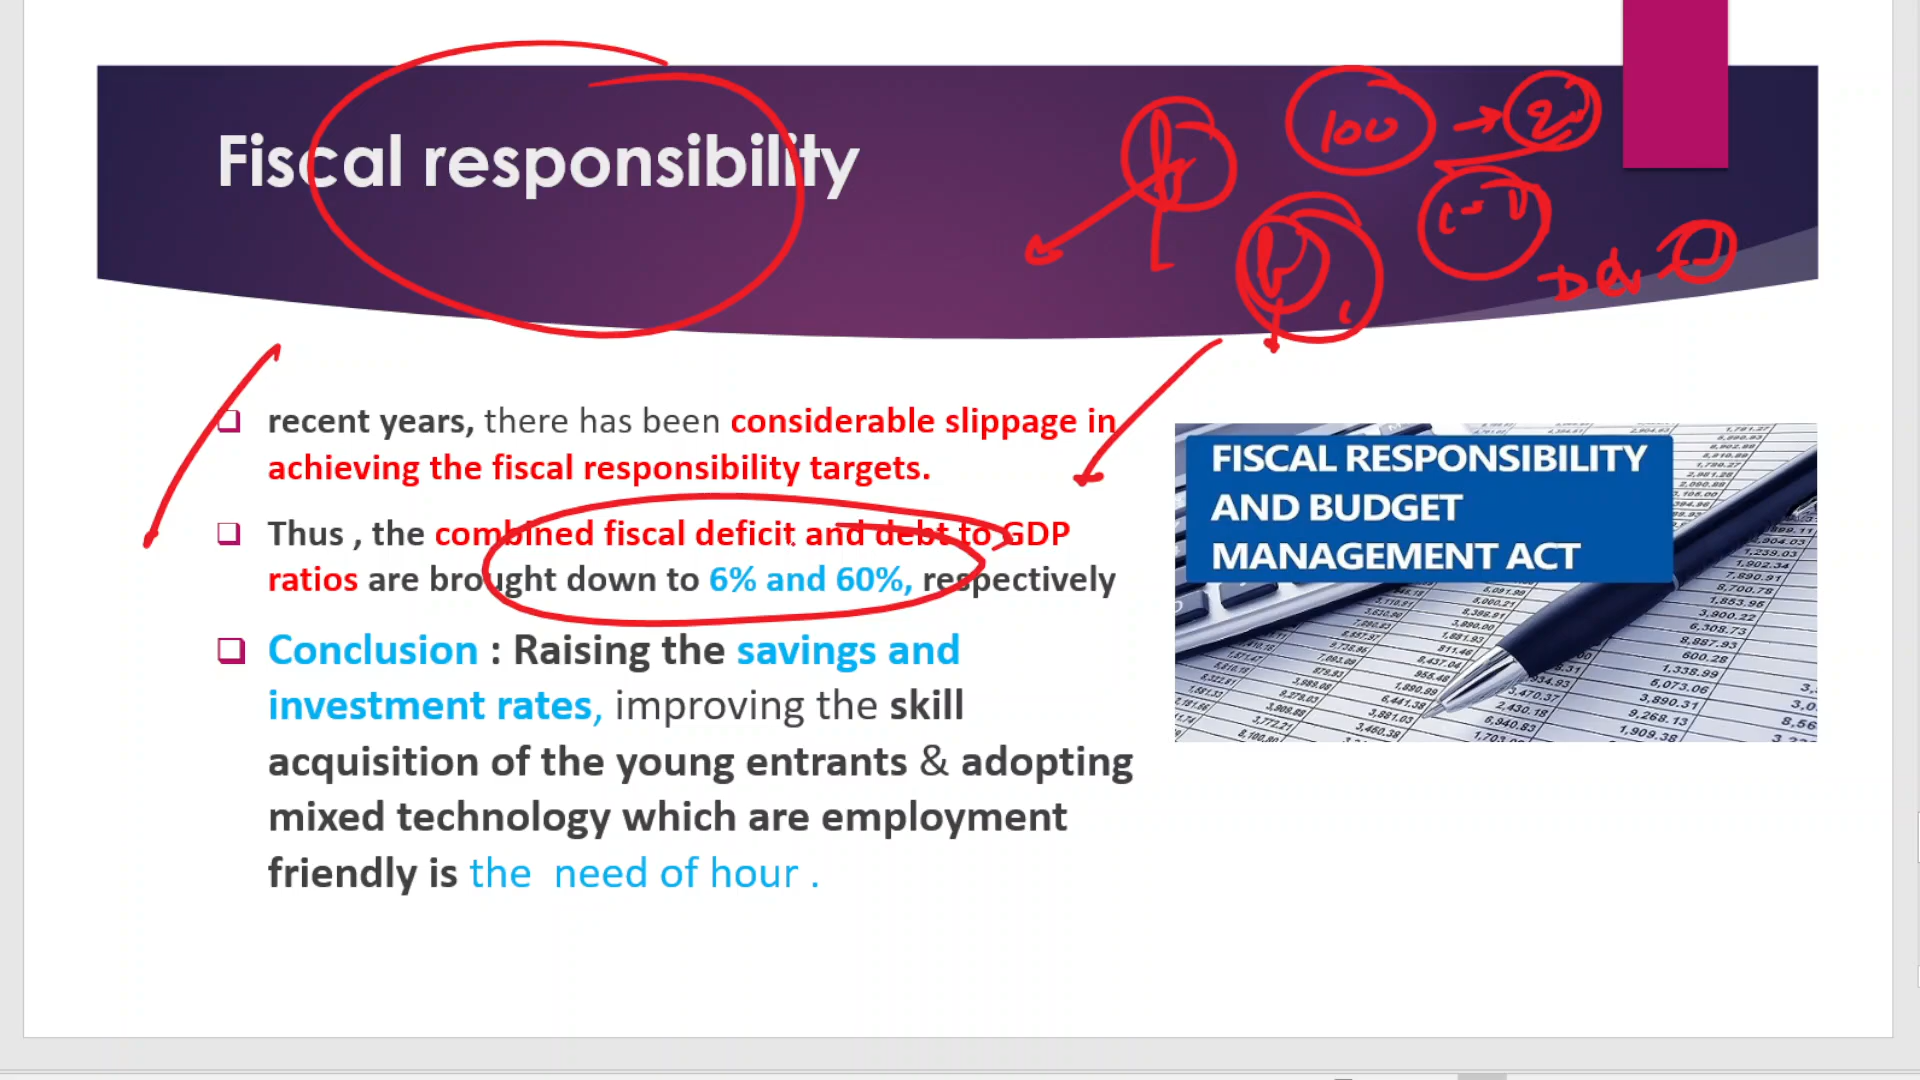 Fiscal responsibility
100
recent years, there has been considerable slippage in
achieving the fiscal responsibility targets.
Thus , the combined fiscal deficit and debt to GDP
ratios are brought down to 6% and 60%, respectively
Conclusion : Raising the savings and
investment rates, improving the skill
acquisition of the young entrants & adopting
mixed technology which are employment
friendly is the need of hour .
FISCAL RESPONSIBILITY
AND BUDGET
MANAGEMENT ACT